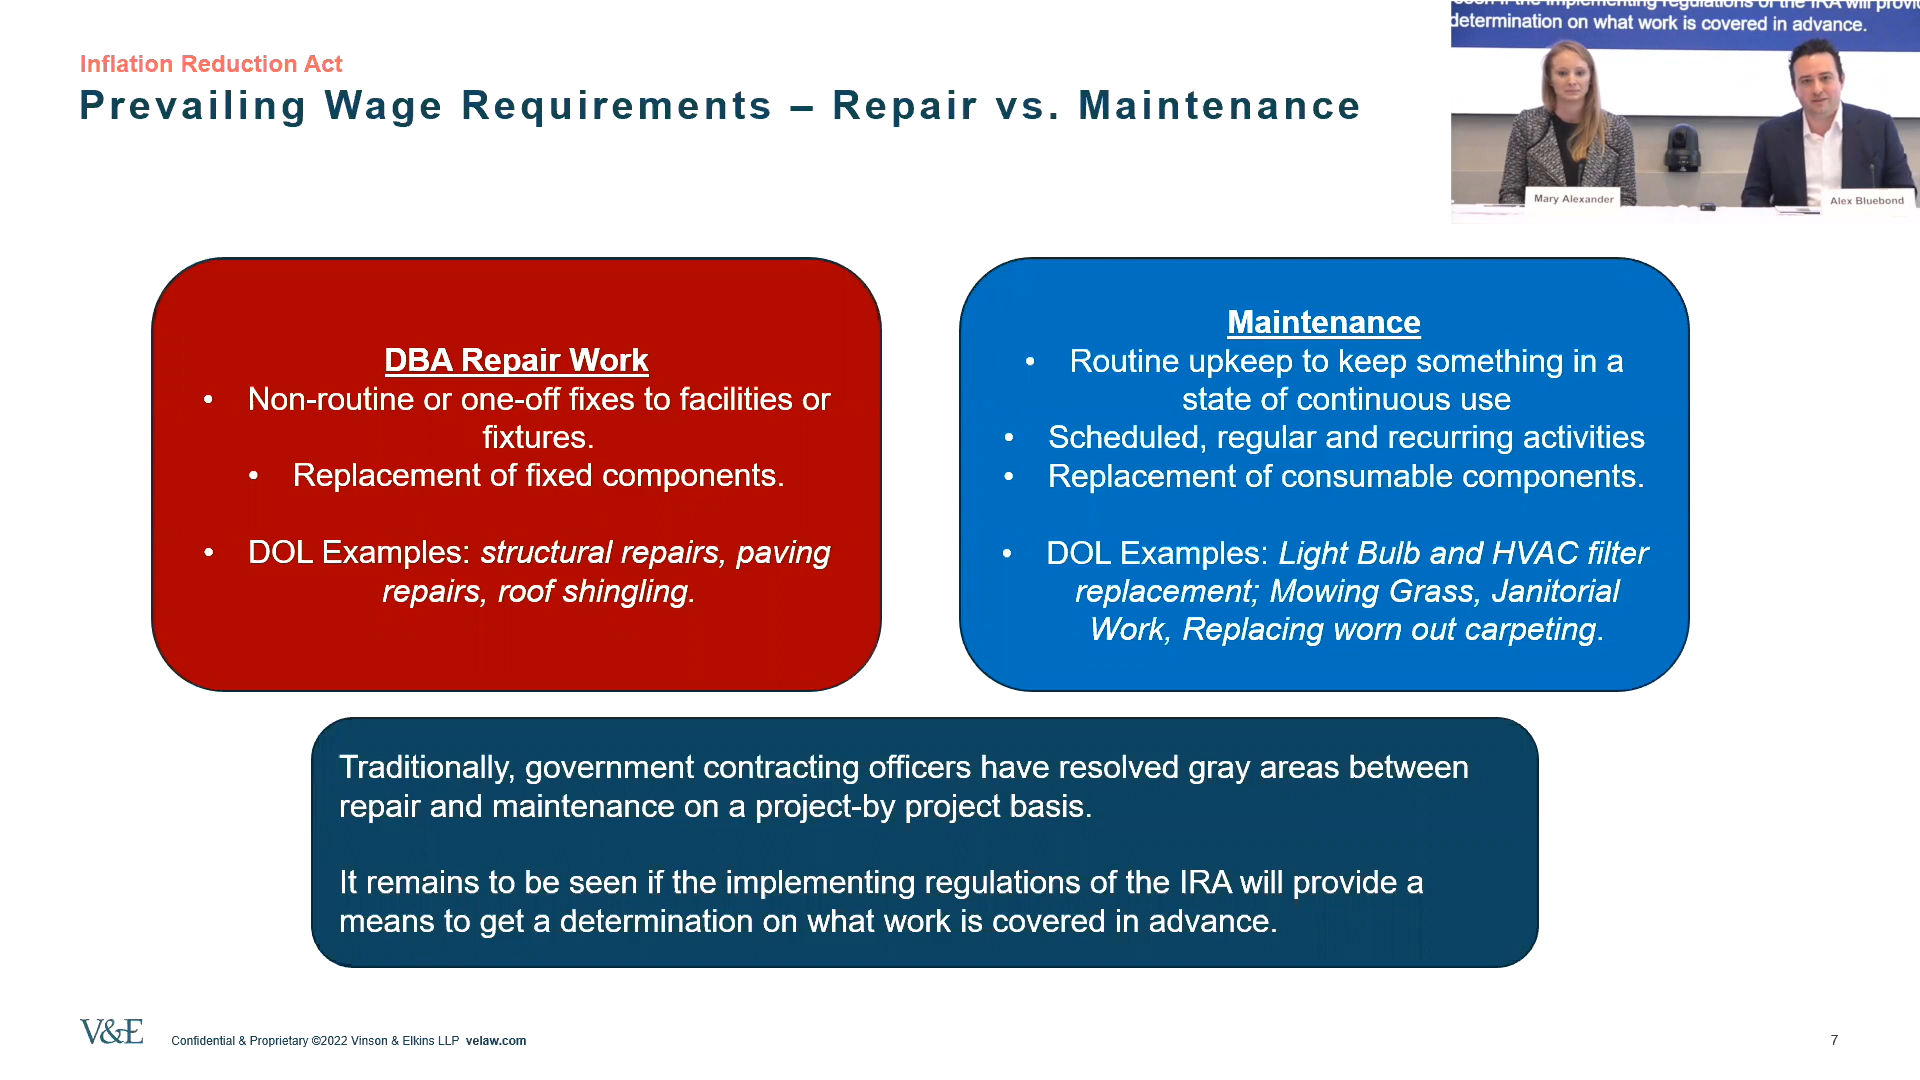 Inflation Reduction Act
Prevailing Wage Requirements – Repair vs. Maintenance
determination on what work is covered in advance.
Mary Alexander
Alex Bluebond
DBA Repair Work
• Non-routine or one-off fixes to facilities or
fixtures.
• Replacement of fixed components.
• DOL Examples: structural repairs, paving
repairs, roof shingling.
Maintenance
• Routine upkeep to keep something in a
state of continuous use
• Scheduled, regular and recurring activities
• Replacement of consumable components.
• DOL Examples: Light Bulb and HVAC filter
replacement; Mowing Grass, Janitorial
Work, Replacing worn out carpeting.
Traditionally, government contracting officers have resolved gray areas between
repair and maintenance on a project-by project basis.
It remains to be seen if the implementing regulations of the IRA will provide a
means to get a determination on what work is covered in advance.
V&E
Confidential & Proprietary ©2022 Vinson & Elkins LLP velaw.com
7